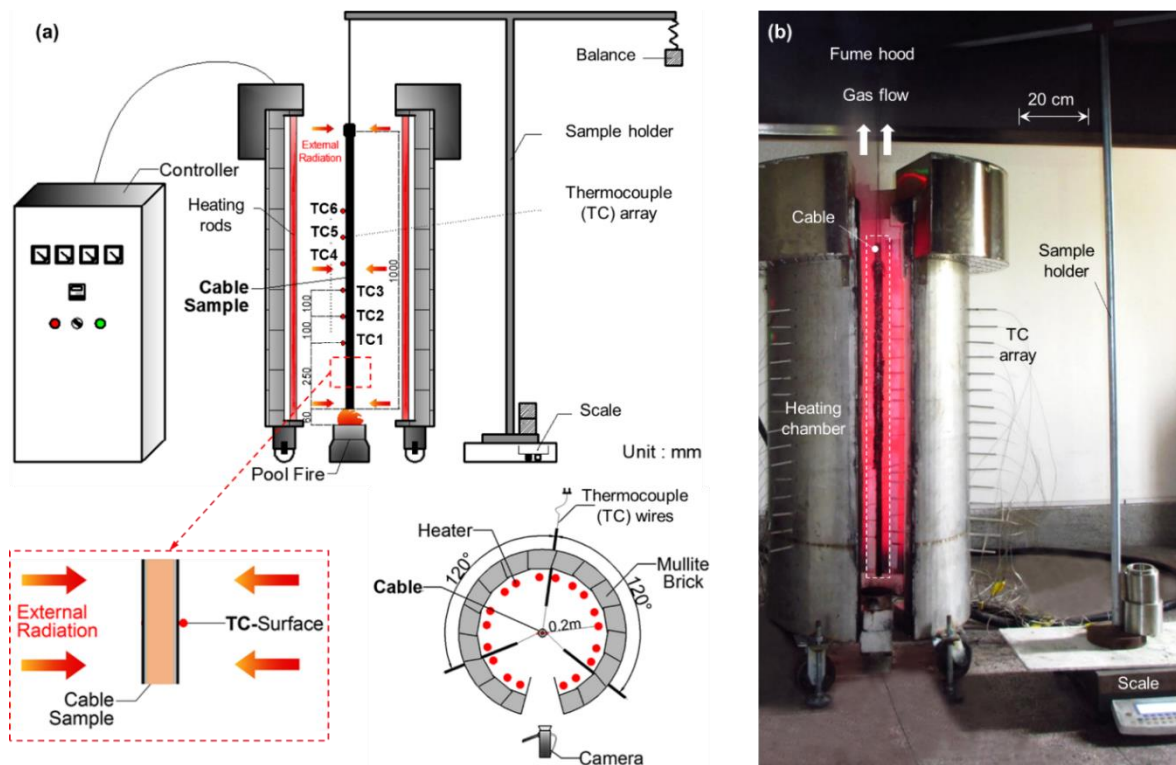 (a)
Balance
Sample holder
Controller
External
Radiation
Heating
rods
Thermocouple
(TC) array
TC6
TC5
TC4
1000
Cable
Sample
TC3
100
TC2
100
TC1
250
Scale
Unit : mm
Pool Fire
External
Radiation
TC-Surface
Cable
Sample
Thermocouple
(TC) wires
Heater
120°
Cable
Mullite
Brick
120°
0.2m
Camera
(b)
Fume hood
Gas flow
20 cm
Cable
Sample
holder
TC
array
Heating
chamber
Scale